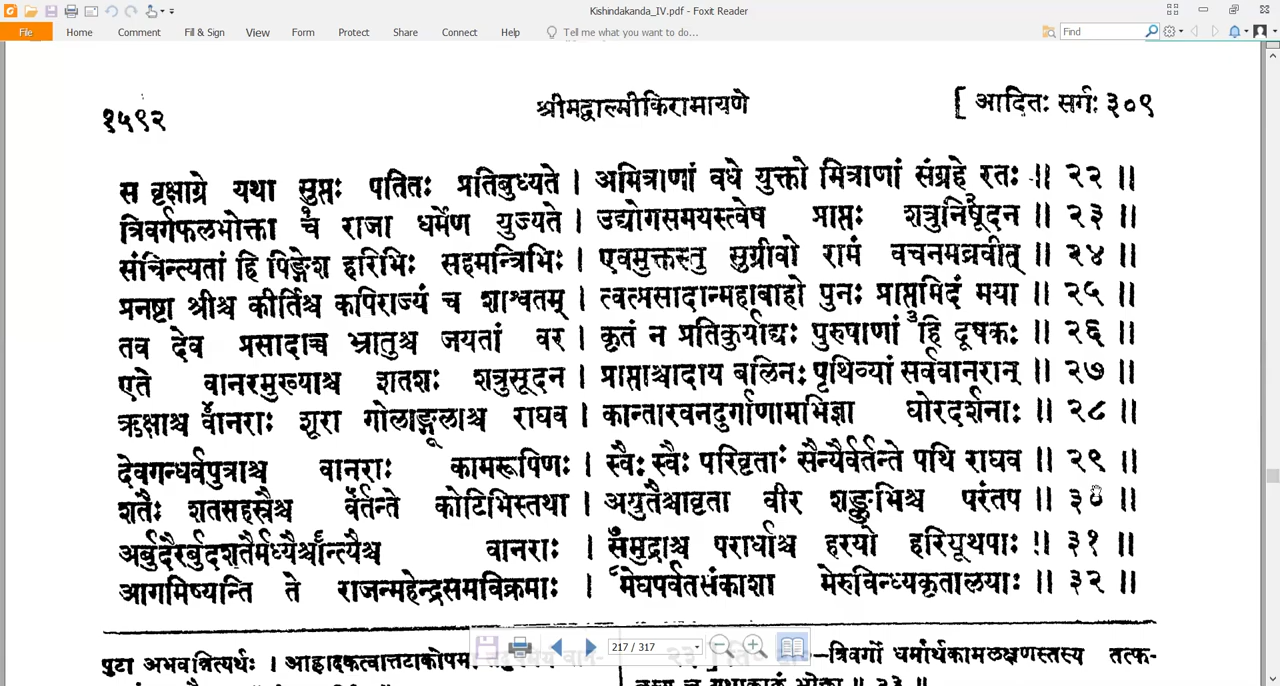 Kishindakanda_IV.pdf - Foxit Reader
File Home Comment Fill & Sign View Form Protect Share Connect Help Tell me what you want to do... Find
१५९२ श्रीमद्वाल्मीकिरामायणे [ आदितः सर्गः ३०९
स वृक्षाग्रे यथा सुप्तः पतितः प्रतिबुध्यते । अमित्राणां वधे युक्तो मित्राणां संग्रहे रतः ॥ २२ ॥
त्रिवर्गफलभोक्ता च राजा धर्मेण युज्यते । उद्योगसमयस्त्वेष प्राप्तः शत्रुनिषूदन ॥ २३ ॥
संचिन्त्यतां हि पिङ्गेश हरिभिः सहमन्त्रिभिः । एवमुक्तस्तु सुग्रीवो रामं वचनमब्रवीत् ॥ २४ ॥
प्रनष्टा श्रीश्च कीर्तिश्च कपिराज्यं च शाश्वतम् । त्वत्प्रसादान्महाबाहो पुनः प्राप्तमिदं मया ॥ २५ ॥
तव देव प्रसादाच्च भ्रातुश्च जयतां वर । कृतं न प्रतिकुर्याद्यः पुरुषाणां हि दूषकः ॥ २६ ॥
एते वानरमुख्याश्च शतशः शत्रुसूदन । प्राप्ताश्चादाय बलिनः पृथिव्यां सर्ववानरान् ॥ २७ ॥
ऋक्षाश्च वानराः शूरा गोलाङ्गूलाश्च राघव । कान्तारवनदुर्गाणामभिज्ञा घोरदर्शनाः ॥ २८ ॥
देवगन्धर्वपुत्राश्च वानराः कामरूपिणः । स्वैः स्वैः परिवृताः सैन्यैर्वर्तन्ते पथि राघव ॥ २९ ॥
शतैः शतसहस्रैश्च वर्तन्ते कोटिभिस्तथा । अयुतैश्चावृता वीर शङ्कुभिश्च परंतप ॥ ३० ॥
अर्बुदैरर्बुदशतैर्मध्यैश्चान्त्यैश्च वानराः । समुद्राश्च परार्धाश्च हरयो हरियूथपाः ॥ ३१ ॥
आगमिष्यन्ति ते राजन्महेन्द्रसमविक्रमाः । मेघपर्वतसंकाशा मेरुविन्ध्यकृतालयाः ॥ ३२ ॥
217 / 317
पुटा अभवन्नित्यर्थः । आह्लादकत्वात्तटाकोषम
–त्रिवर्गो धर्मार्थकामलक्षणस्तस्य तत्फ-